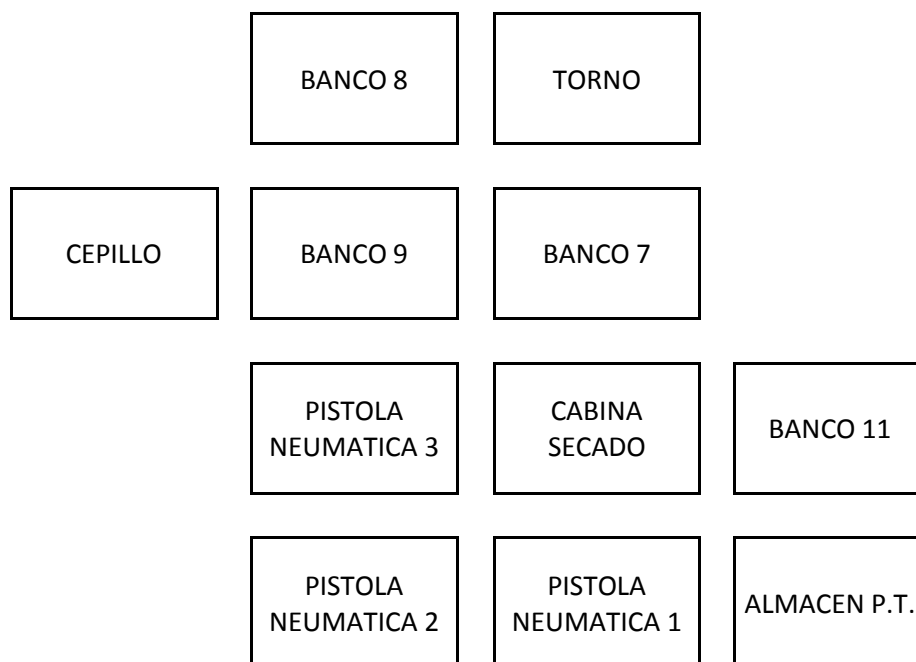 BANCO 8
TORNO
CEPILLO
BANCO 9
BANCO 7
PISTOLA
NEUMATICA 3
CABINA
SECADO
BANCO 11
PISTOLA
NEUMATICA 2
PISTOLA
NEUMATICA 1
ALMACEN P.T.